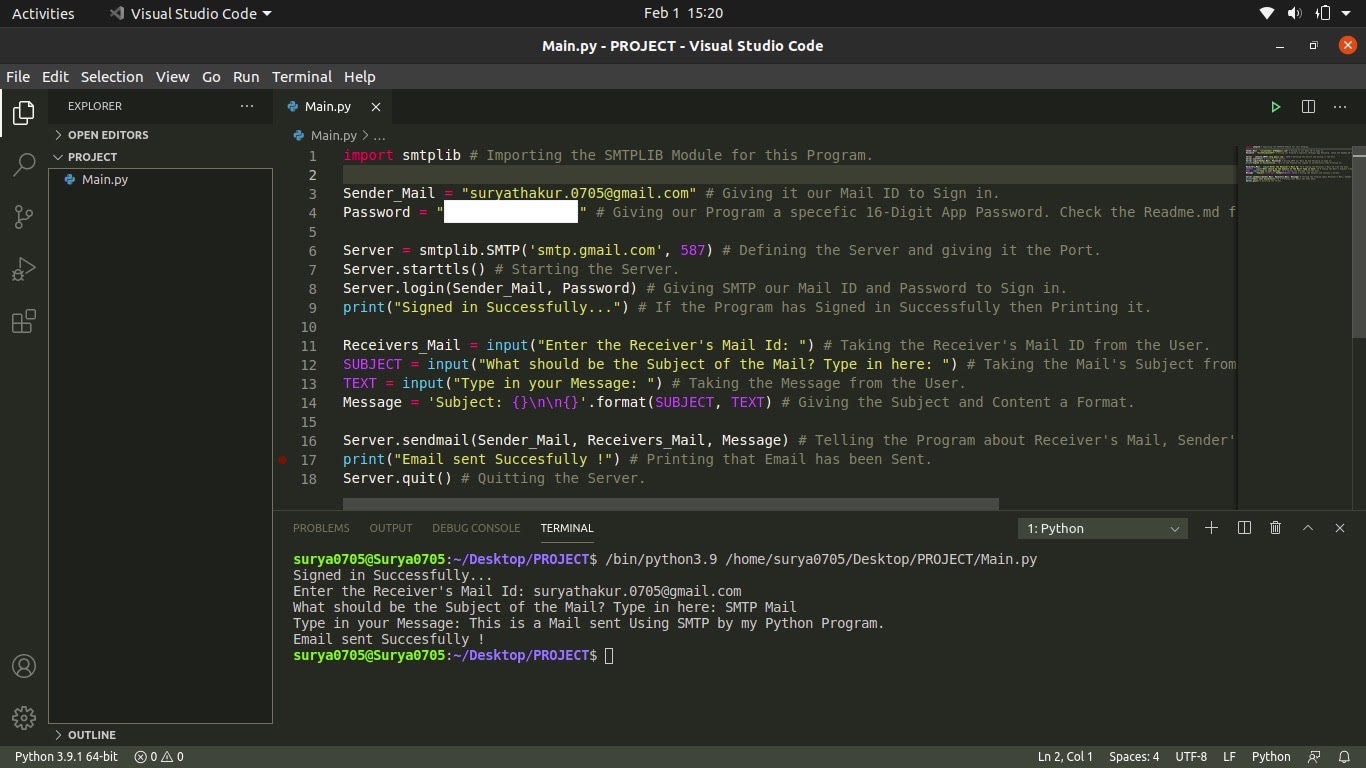 Activities Visual Studio Code Feb 1 15:20
Main.py - PROJECT - Visual Studio Code
File Edit Selection View Go Run Terminal Help
EXPLORER
OPEN EDITORS
PROJECT
Main.py
OUTLINE
Main.py
Main.py > ...
1 import smtplib # Importing the SMTPLIB Module for this Program.
2
3 Sender_Mail = "suryathakur.0705@gmail.com" # Giving it our Mail ID to Sign in.
4 Password = " " # Giving our Program a specefic 16-Digit App Password. Check the Readme.md f
5
6 Server = smtplib.SMTP('smtp.gmail.com', 587) # Defining the Server and giving it the Port.
7 Server.starttls() # Starting the Server.
8 Server.login(Sender_Mail, Password) # Giving SMTP our Mail ID and Password to Sign in.
9 print("Signed in Successfully...") # If the Program has Signed in Successfully then Printing it.
10
11 Receivers_Mail = input("Enter the Receiver's Mail Id: ") # Taking the Receiver's Mail ID from the User.
12 SUBJECT = input("What should be the Subject of the Mail? Type in here: ") # Taking the Mail's Subject from
13 TEXT = input("Type in your Message: ") # Taking the Message from the User.
14 Message = 'Subject: {}\n\n{}'.format(SUBJECT, TEXT) # Giving the Subject and Content a Format.
15
16 Server.sendmail(Sender_Mail, Receivers_Mail, Message) # Telling the Program about Receiver's Mail, Sender'
17 print("Email sent Succesfully !") # Printing that Email has been Sent.
18 Server.quit() # Quitting the Server.
PROBLEMS OUTPUT DEBUG CONSOLE TERMINAL 1: Python
surya0705@Surya0705:~/Desktop/PROJECT$ /bin/python3.9 /home/surya0705/Desktop/PROJECT/Main.py
Signed in Successfully...
Enter the Receiver's Mail Id: suryathakur.0705@gmail.com
What should be the Subject of the Mail? Type in here: SMTP Mail
Type in your Message: This is a Mail sent Using SMTP by my Python Program.
Email sent Succesfully !
surya0705@Surya0705:~/Desktop/PROJECT$
Python 3.9.1 64-bit 0 0 Ln 2, Col 1 Spaces: 4 UTF-8 LF Python